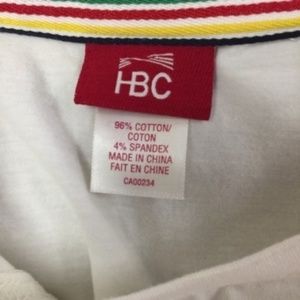 HBC
96% COTTON/
COTON
4% SPANDEX
MADE IN CHINA
FAIT EN CHINE
CA00234